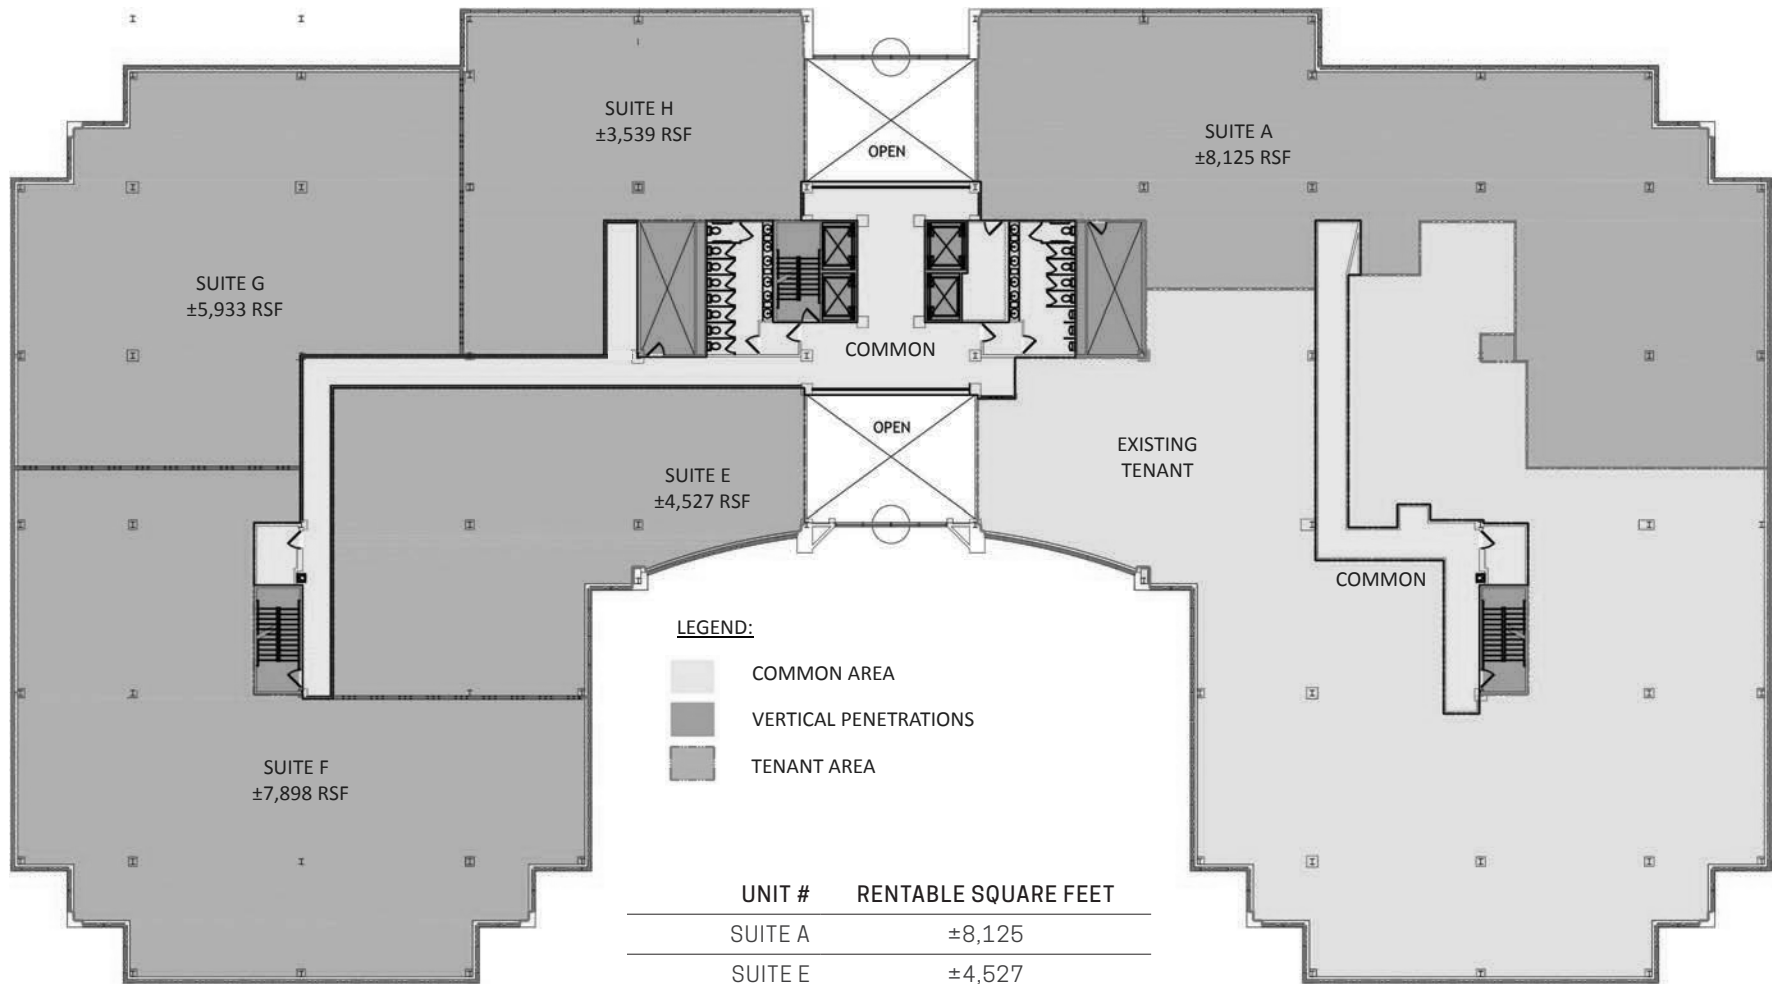 SUITE H
±3,539 RSF
SUITE A
±8,125 RSF
OPEN
SUITE G
±5,933 RSF
COMMON
OPEN
EXISTING
TENANT
SUITE E
±4,527 RSF
COMMON
LEGEND:
COMMON AREA
VERTICAL PENETRATIONS
TENANT AREA
SUITE F
±7,898 RSF
UNIT # RENTABLE SQUARE FEET
SUITE A ±8,125
SUITE E ±4,527